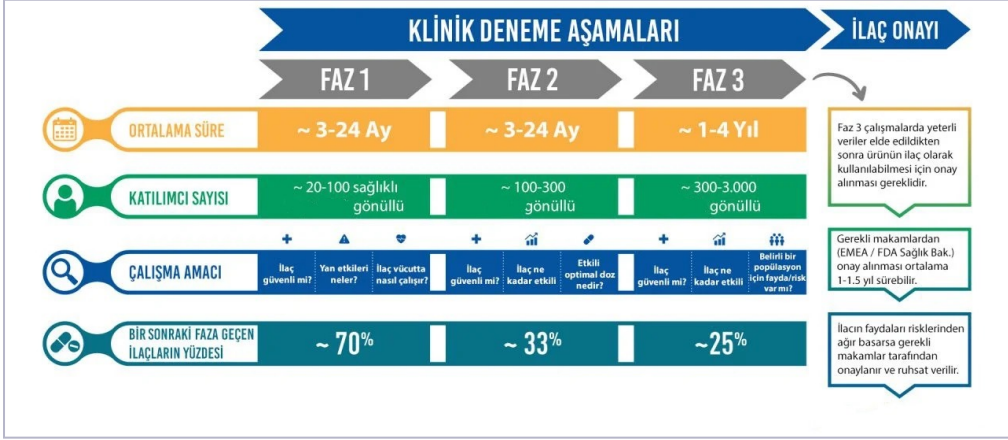 KLİNİK DENEME AŞAMALARI
İLAÇ ONAYI
FAZ 1
FAZ 2
FAZ 3
ORTALAMA SÜRE
~ 3-24 Ay
~ 3-24 Ay
~ 1-4 Yıl
KATILIMCI SAYISI
~ 20-100 sağlıklı
gönüllü
~ 100-300
gönüllü
~ 300-3.000
gönüllü
ÇALIŞMA AMACI
İlaç
güvenli mi?
Yan etkileri
neler?
İlaç vücutta
nasıl çalışır?
İlaç
güvenli mi?
İlaç ne
kadar etkili
Etkili
optimal doz
nedir?
İlaç
güvenli mi?
İlaç ne
kadar etkili
Belirli bir
popülasyon
için fayda/risk
var mı?
BİR SONRAKİ FAZA GEÇEN
İLAÇLARIN YÜZDESİ
~ 70%
~ 33%
~25%
Faz 3 çalışmalarda yeterli
veriler elde edildikten
sonra ürünün ilaç olarak
kullanılabilmesi için onay
alınması gereklidir.
Gerekli makamlardan
(EMEA / FDA Sağlık Bak.)
onay alınması ortalama
1-1.5 yıl sürebilir.
İlacın faydaları risklerinden
ağır basarsa gerekli
makamlar tarafından
onaylanır ve ruhsat verilir.